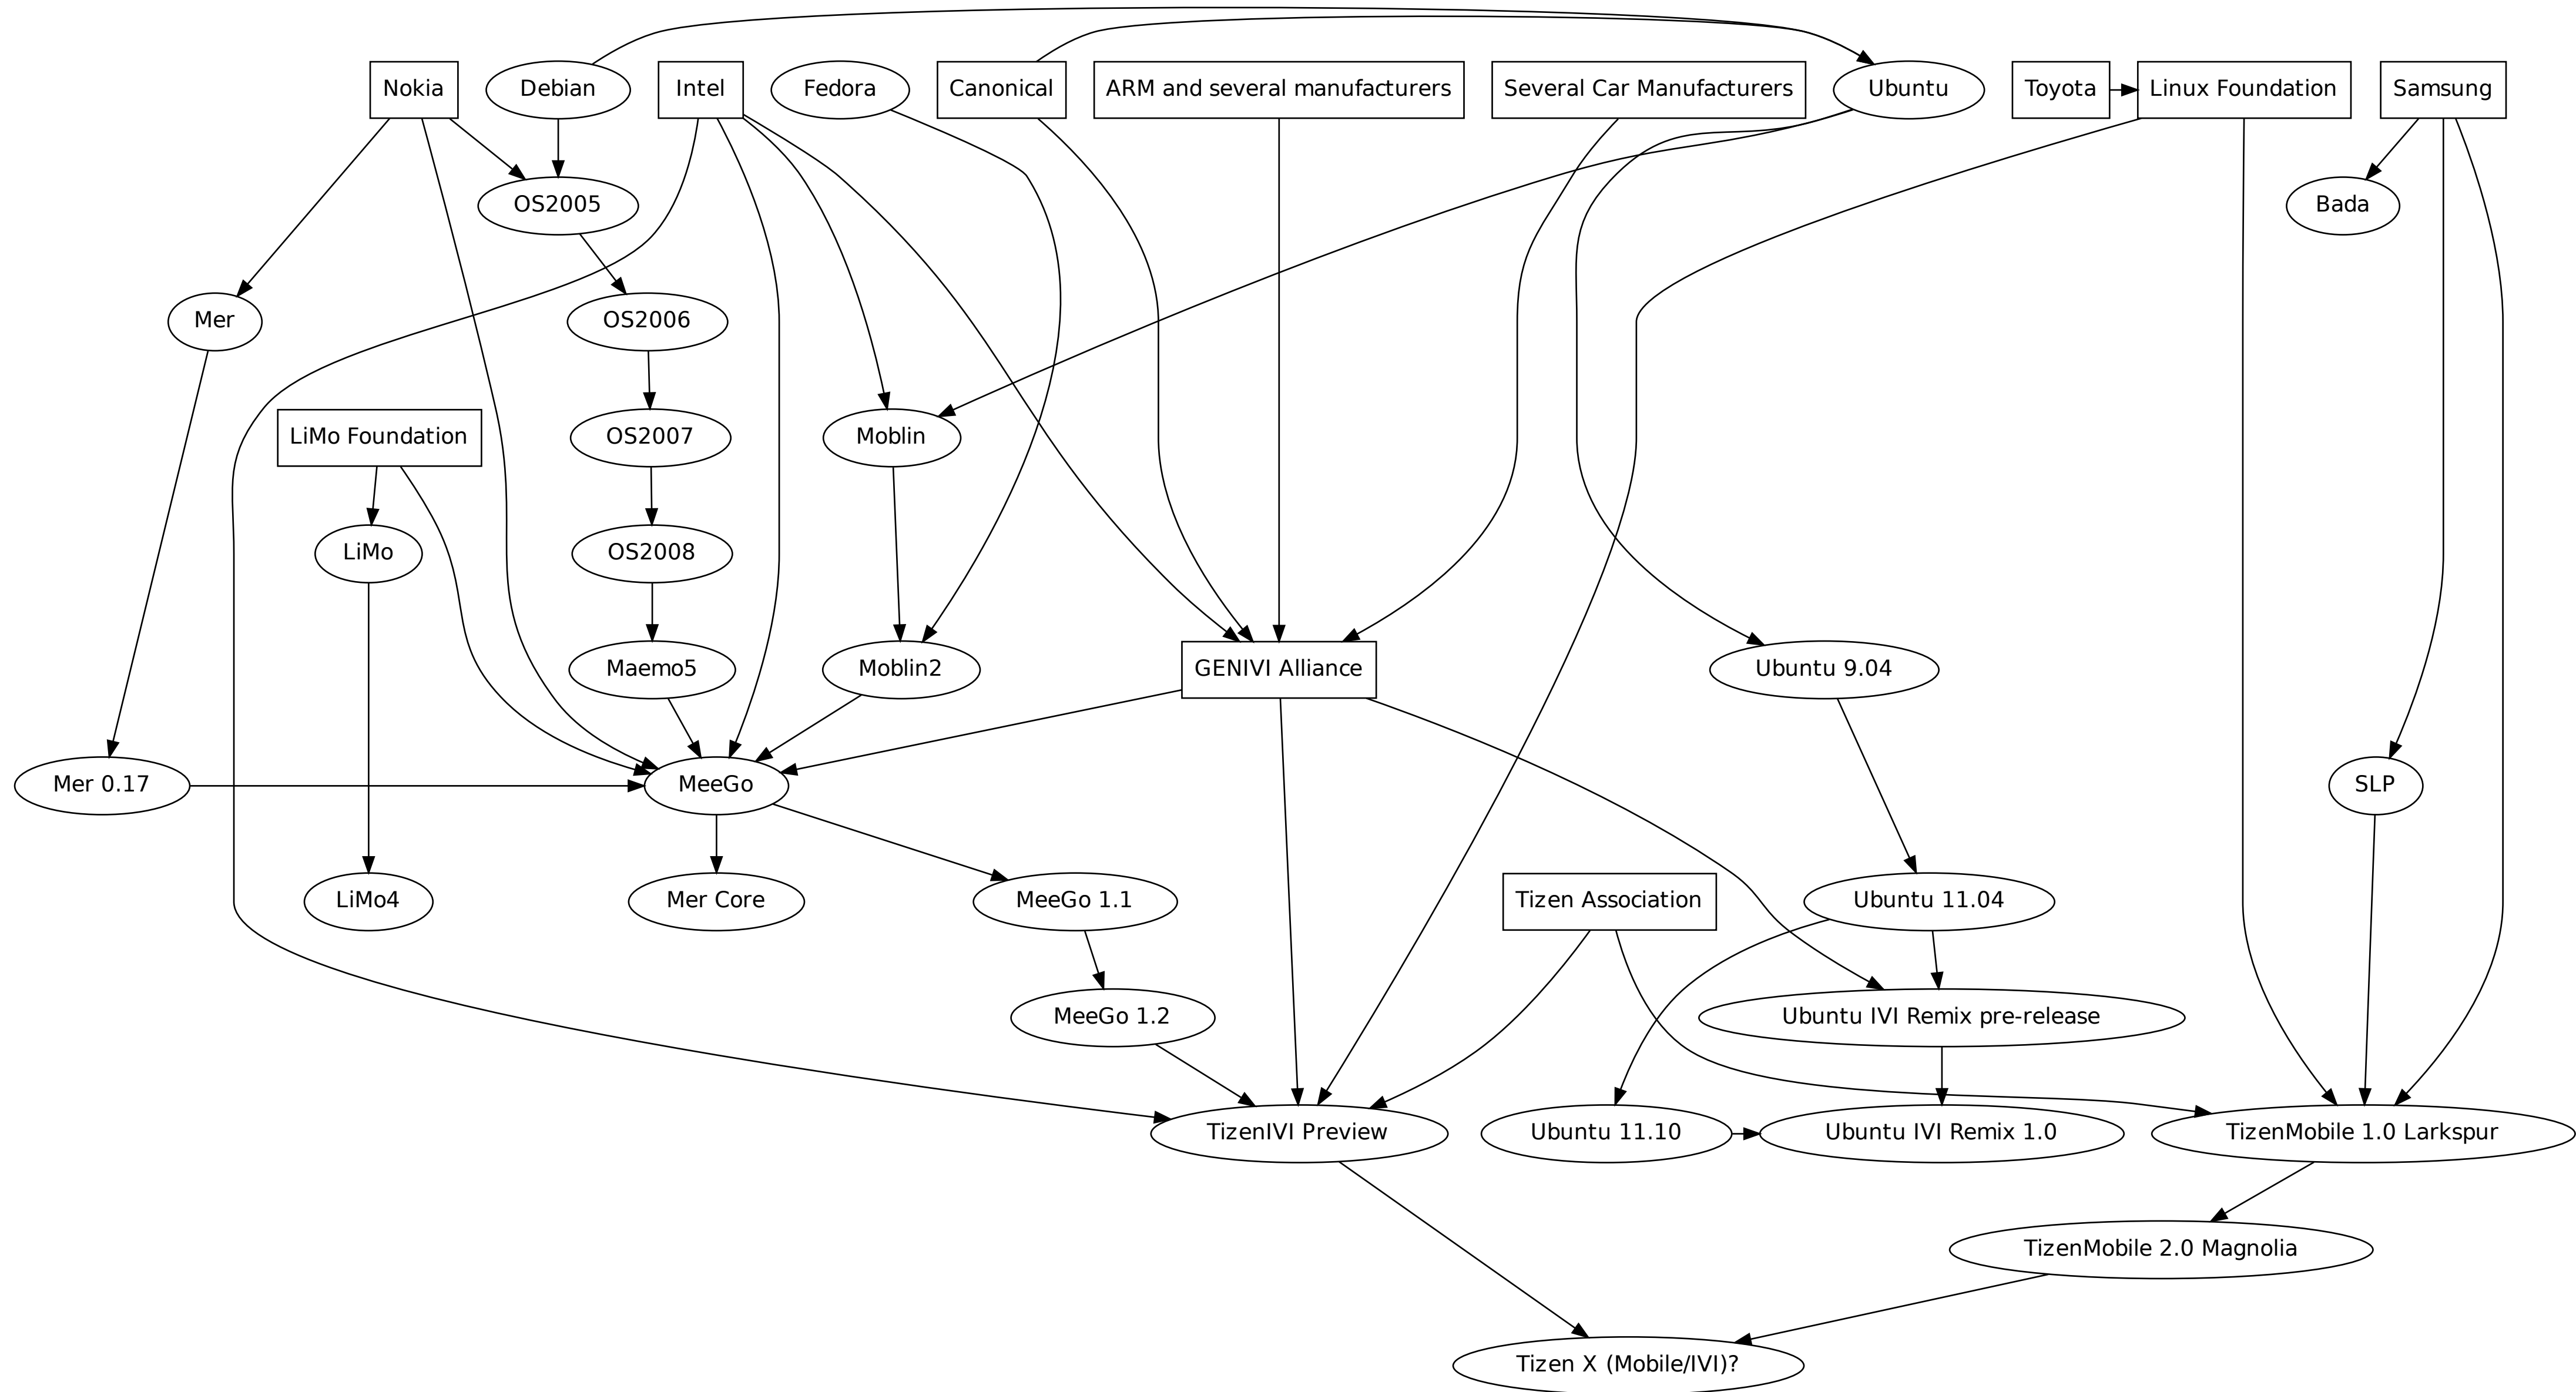 Nokia
Debian
Intel
Fedora
Canonical
ARM and several manufacturers
Several Car Manufacturers
Ubuntu
Toyota
Linux Foundation
Samsung
OS2005
Bada
Mer
OS2006
LiMo Foundation
OS2007
Moblin
LiMo
OS2008
Maemo5
Moblin2
GENIVI Alliance
Ubuntu 9.04
Mer 0.17
MeeGo
SLP
LiMo4
Mer Core
MeeGo 1.1
Tizen Association
Ubuntu 11.04
MeeGo 1.2
Ubuntu IVI Remix pre-release
TizenIVI Preview
Ubuntu 11.10
Ubuntu IVI Remix 1.0
TizenMobile 1.0 Larkspur
TizenMobile 2.0 Magnolia
Tizen X (Mobile/IVI)?